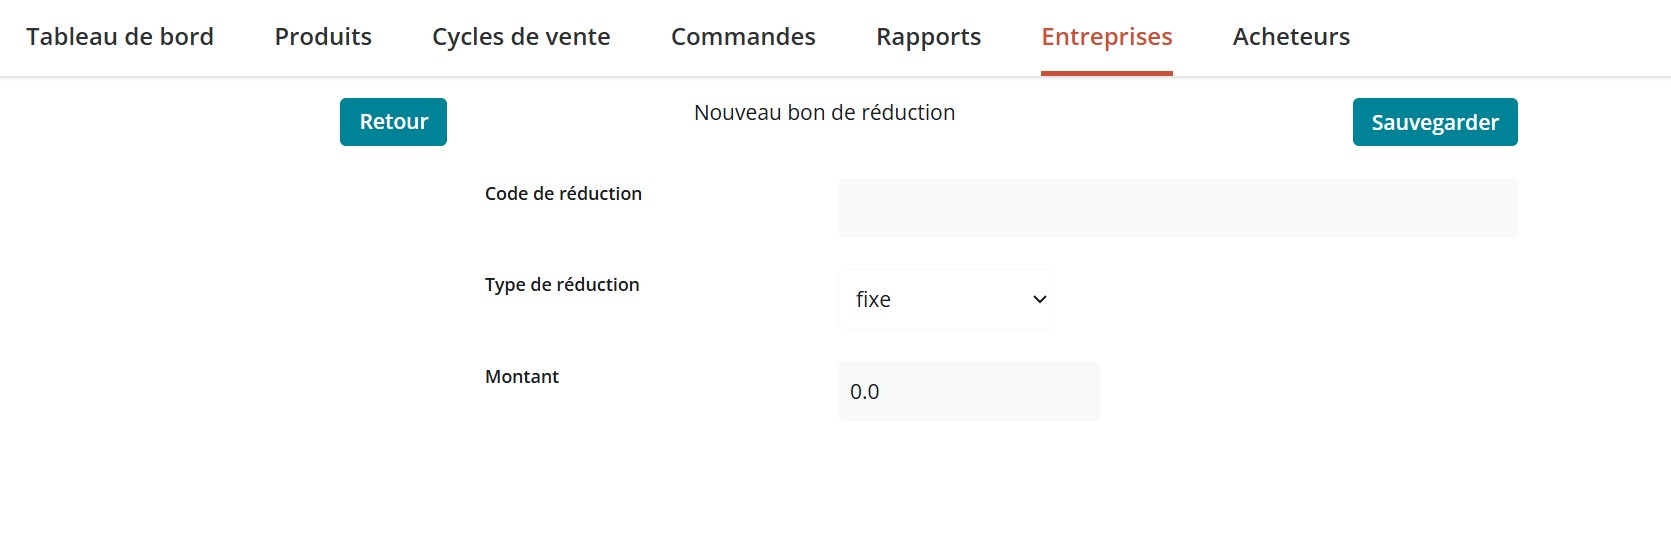 Tableau de bord Produits Cycles de vente Commandes Rapports Entreprises Acheteurs
Retour Nouveau bon de réduction Sauvegarder
Code de réduction
Type de réduction fixe
Montant 0.0